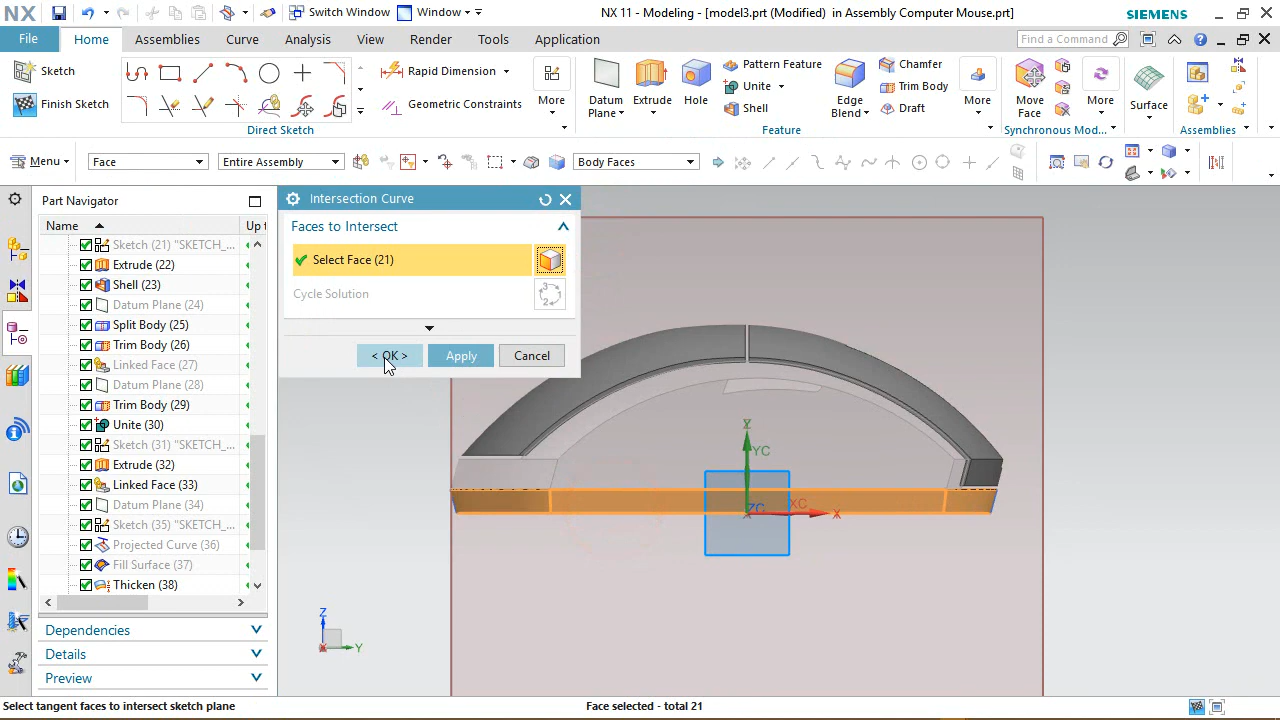 NX Switch Window Window NX 11 - Modeling - [model3.prt (Modified) in Assembly Computer Mouse.prt] SIEMENS
File Home Assemblies Curve Analysis View Render Tools Application Find a Command
Sketch Rapid Dimension Pattern Feature Chamfer
Unite Trim Body
Finish Sketch Geometric Constraints More Datum Plane Extrude Hole Shell Edge Blend Draft More Move Face More Surface
Direct Sketch Feature Synchronous Mod... Assemblies
Menu Face Entire Assembly Body Faces
Part Navigator
Name Up t
Sketch (21) "SKETCH_...
Extrude (22)
Shell (23)
Datum Plane (24)
Split Body (25)
Trim Body (26)
Linked Face (27)
Datum Plane (28)
Trim Body (29)
Unite (30)
Sketch (31) "SKETCH_...
Extrude (32)
Linked Face (33)
Datum Plane (34)
Sketch (35) "SKETCH_...
Projected Curve (36)
Fill Surface (37)
Thicken (38)
Dependencies
Details
Preview
Intersection Curve
Faces to Intersect
Select Face (21)
Cycle Solution
< OK > Apply Cancel
Z
YC
ZC XC X
Z
X Y
Select tangent faces to intersect sketch plane Face selected - total 21